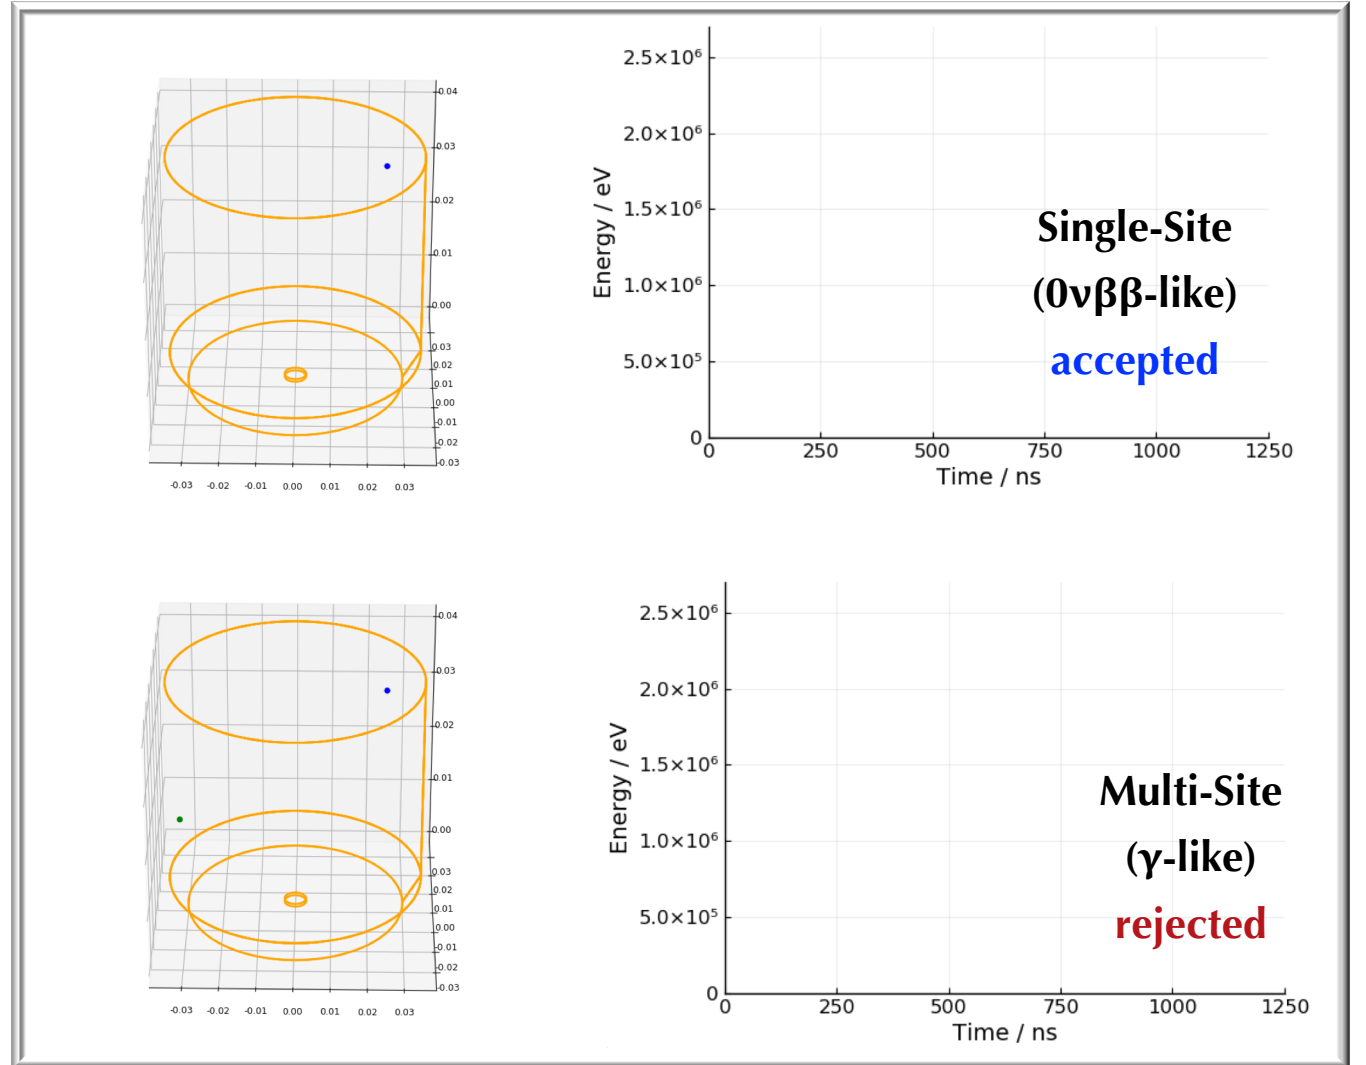 0.04
0.03
0.02
0.01
0.00
0.03
0.02
0.01
0.00
-0.01
-0.02
-0.03
-0.03 -0.02 -0.01 0.00 0.01 0.02 0.03
2.5×10⁶
2.0×10⁶
1.5×10⁶
1.0×10⁶
5.0×10⁵
0
Energy / eV
0 250 500 750 1000 1250
Time / ns
Single-Site
(0νββ-like)
accepted
0.04
0.03
0.02
0.01
0.00
0.03
0.02
0.01
0.00
-0.01
-0.02
-0.03
-0.03 -0.02 -0.01 0.00 0.01 0.02 0.03
2.5×10⁶
2.0×10⁶
1.5×10⁶
1.0×10⁶
5.0×10⁵
0
Energy / eV
0 250 500 750 1000 1250
Time / ns
Multi-Site
(γ-like)
rejected